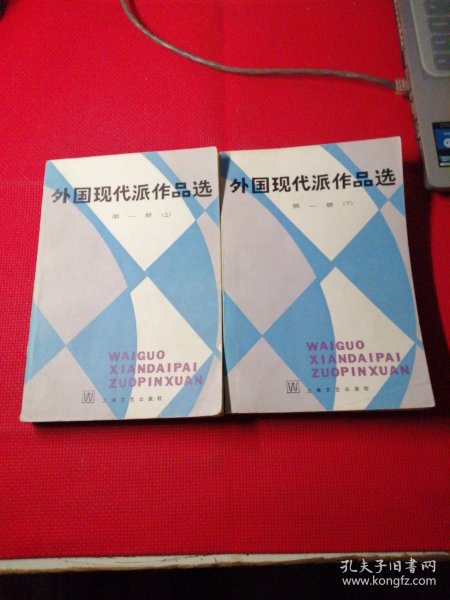 外国现代派作品选
第一册(上)
WAIGUO
XIANDAIPAI
ZUOPINXUAN
上海文艺出版社
外国现代派作品选
第一册(下)
WAIGUO
XIANDAIPAI
ZUOPINXUAN
上海文艺出版社
孔夫子旧书网
www.kongfz.com